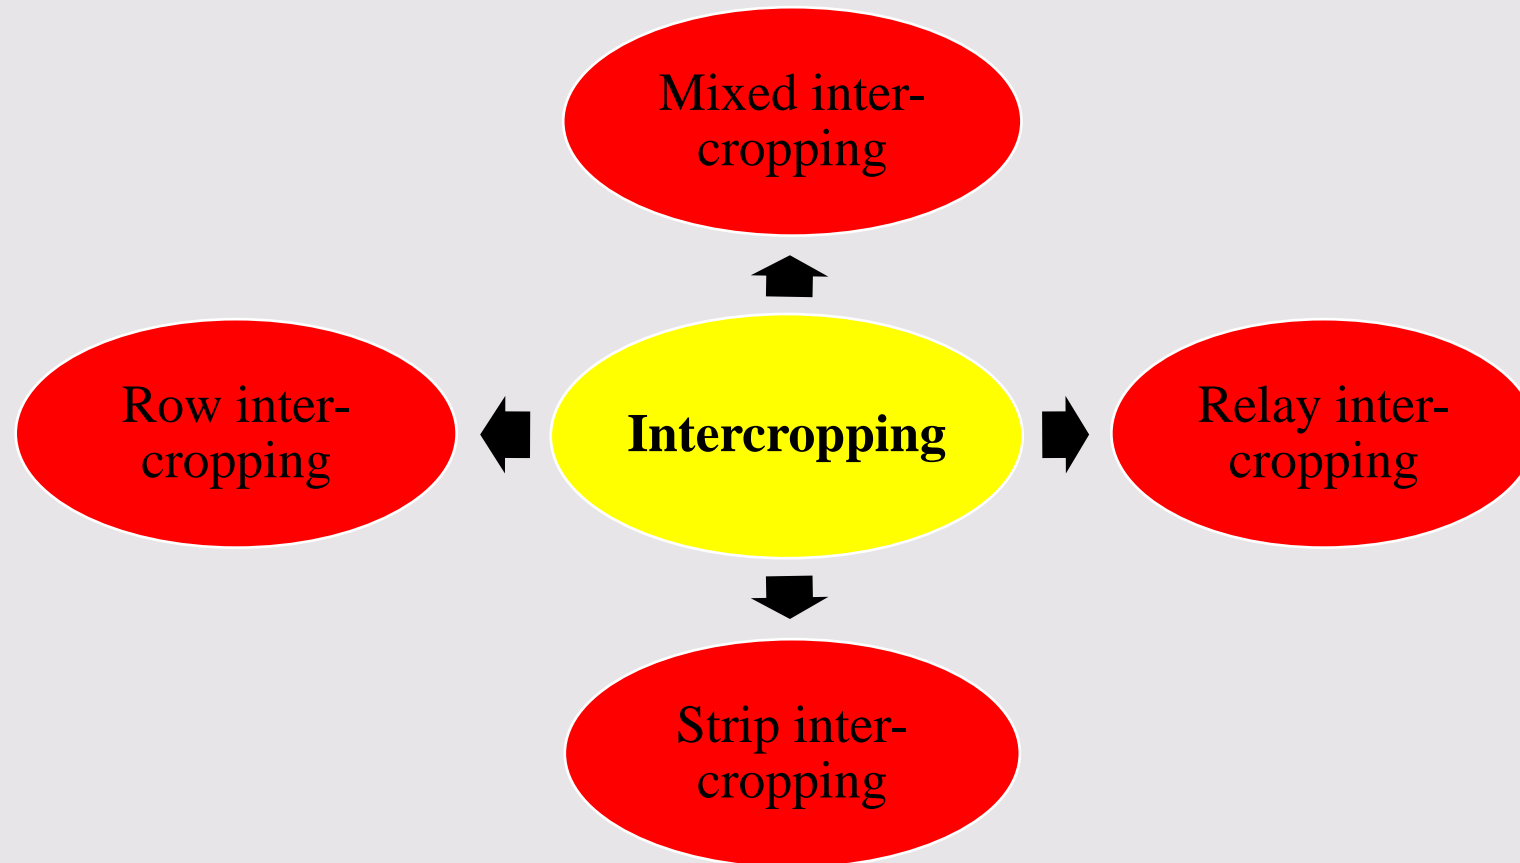 Mixed inter-
cropping
Row inter-
cropping
Intercropping
Relay inter-
cropping
Strip inter-
cropping